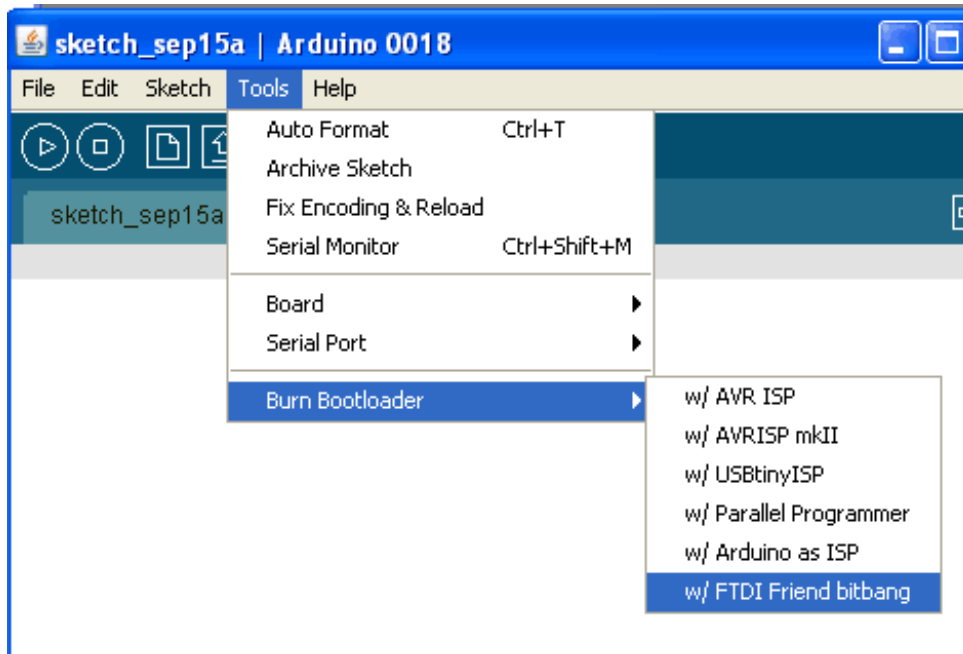 sketch_sep15a | Arduino 0018
File Edit Sketch Tools Help
Auto Format Ctrl+T
Archive Sketch
sketch_sep15a
Fix Encoding & Reload
Serial Monitor Ctrl+Shift+M
Board
Serial Port
Burn Bootloader
w/ AVR ISP
w/ AVRISP mkII
w/ USBtinyISP
w/ Parallel Programmer
w/ Arduino as ISP
w/ FTDI Friend bitbang